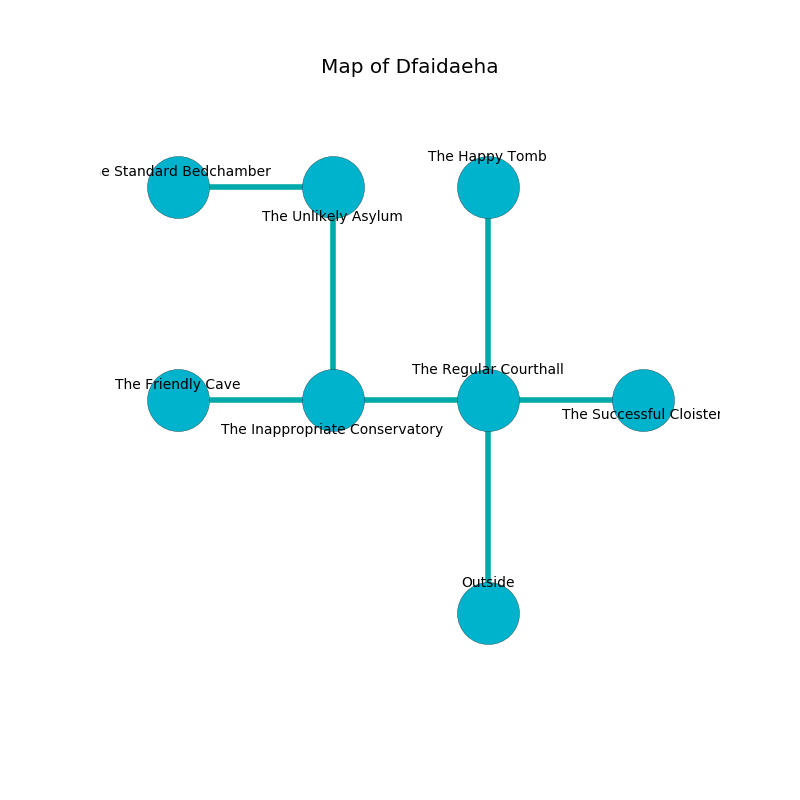 Map of Dfaidaeha
The Happy Tomb
e Standard Bedchamber
The Unlikely Asylum
The Regular Courthall
The Friendly Cave
The Successful Cloister
The Inappropriate Conservatory
Outside